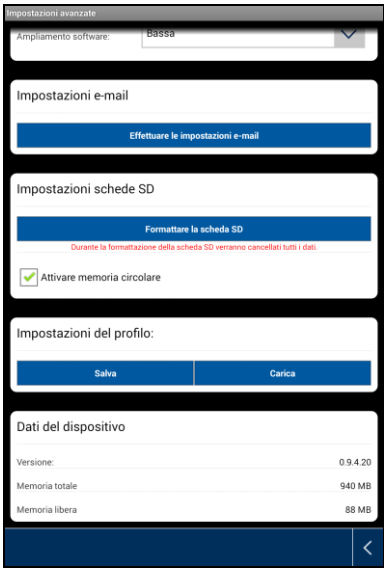 Impostazioni avanzate
Ampliamento software: Bassa
Impostazioni e-mail
Effettuare le impostazioni e-mail
Impostazioni schede SD
Formattare la scheda SD
Durante la formattazione della scheda SD verranno cancellati tutti i dati.
Attivare memoria circolare
Impostazioni del profilo:
Salva Carica
Dati del dispositivo
Versione: 0.9.4.20
Memoria totale 940 MB
Memoria libera 88 MB